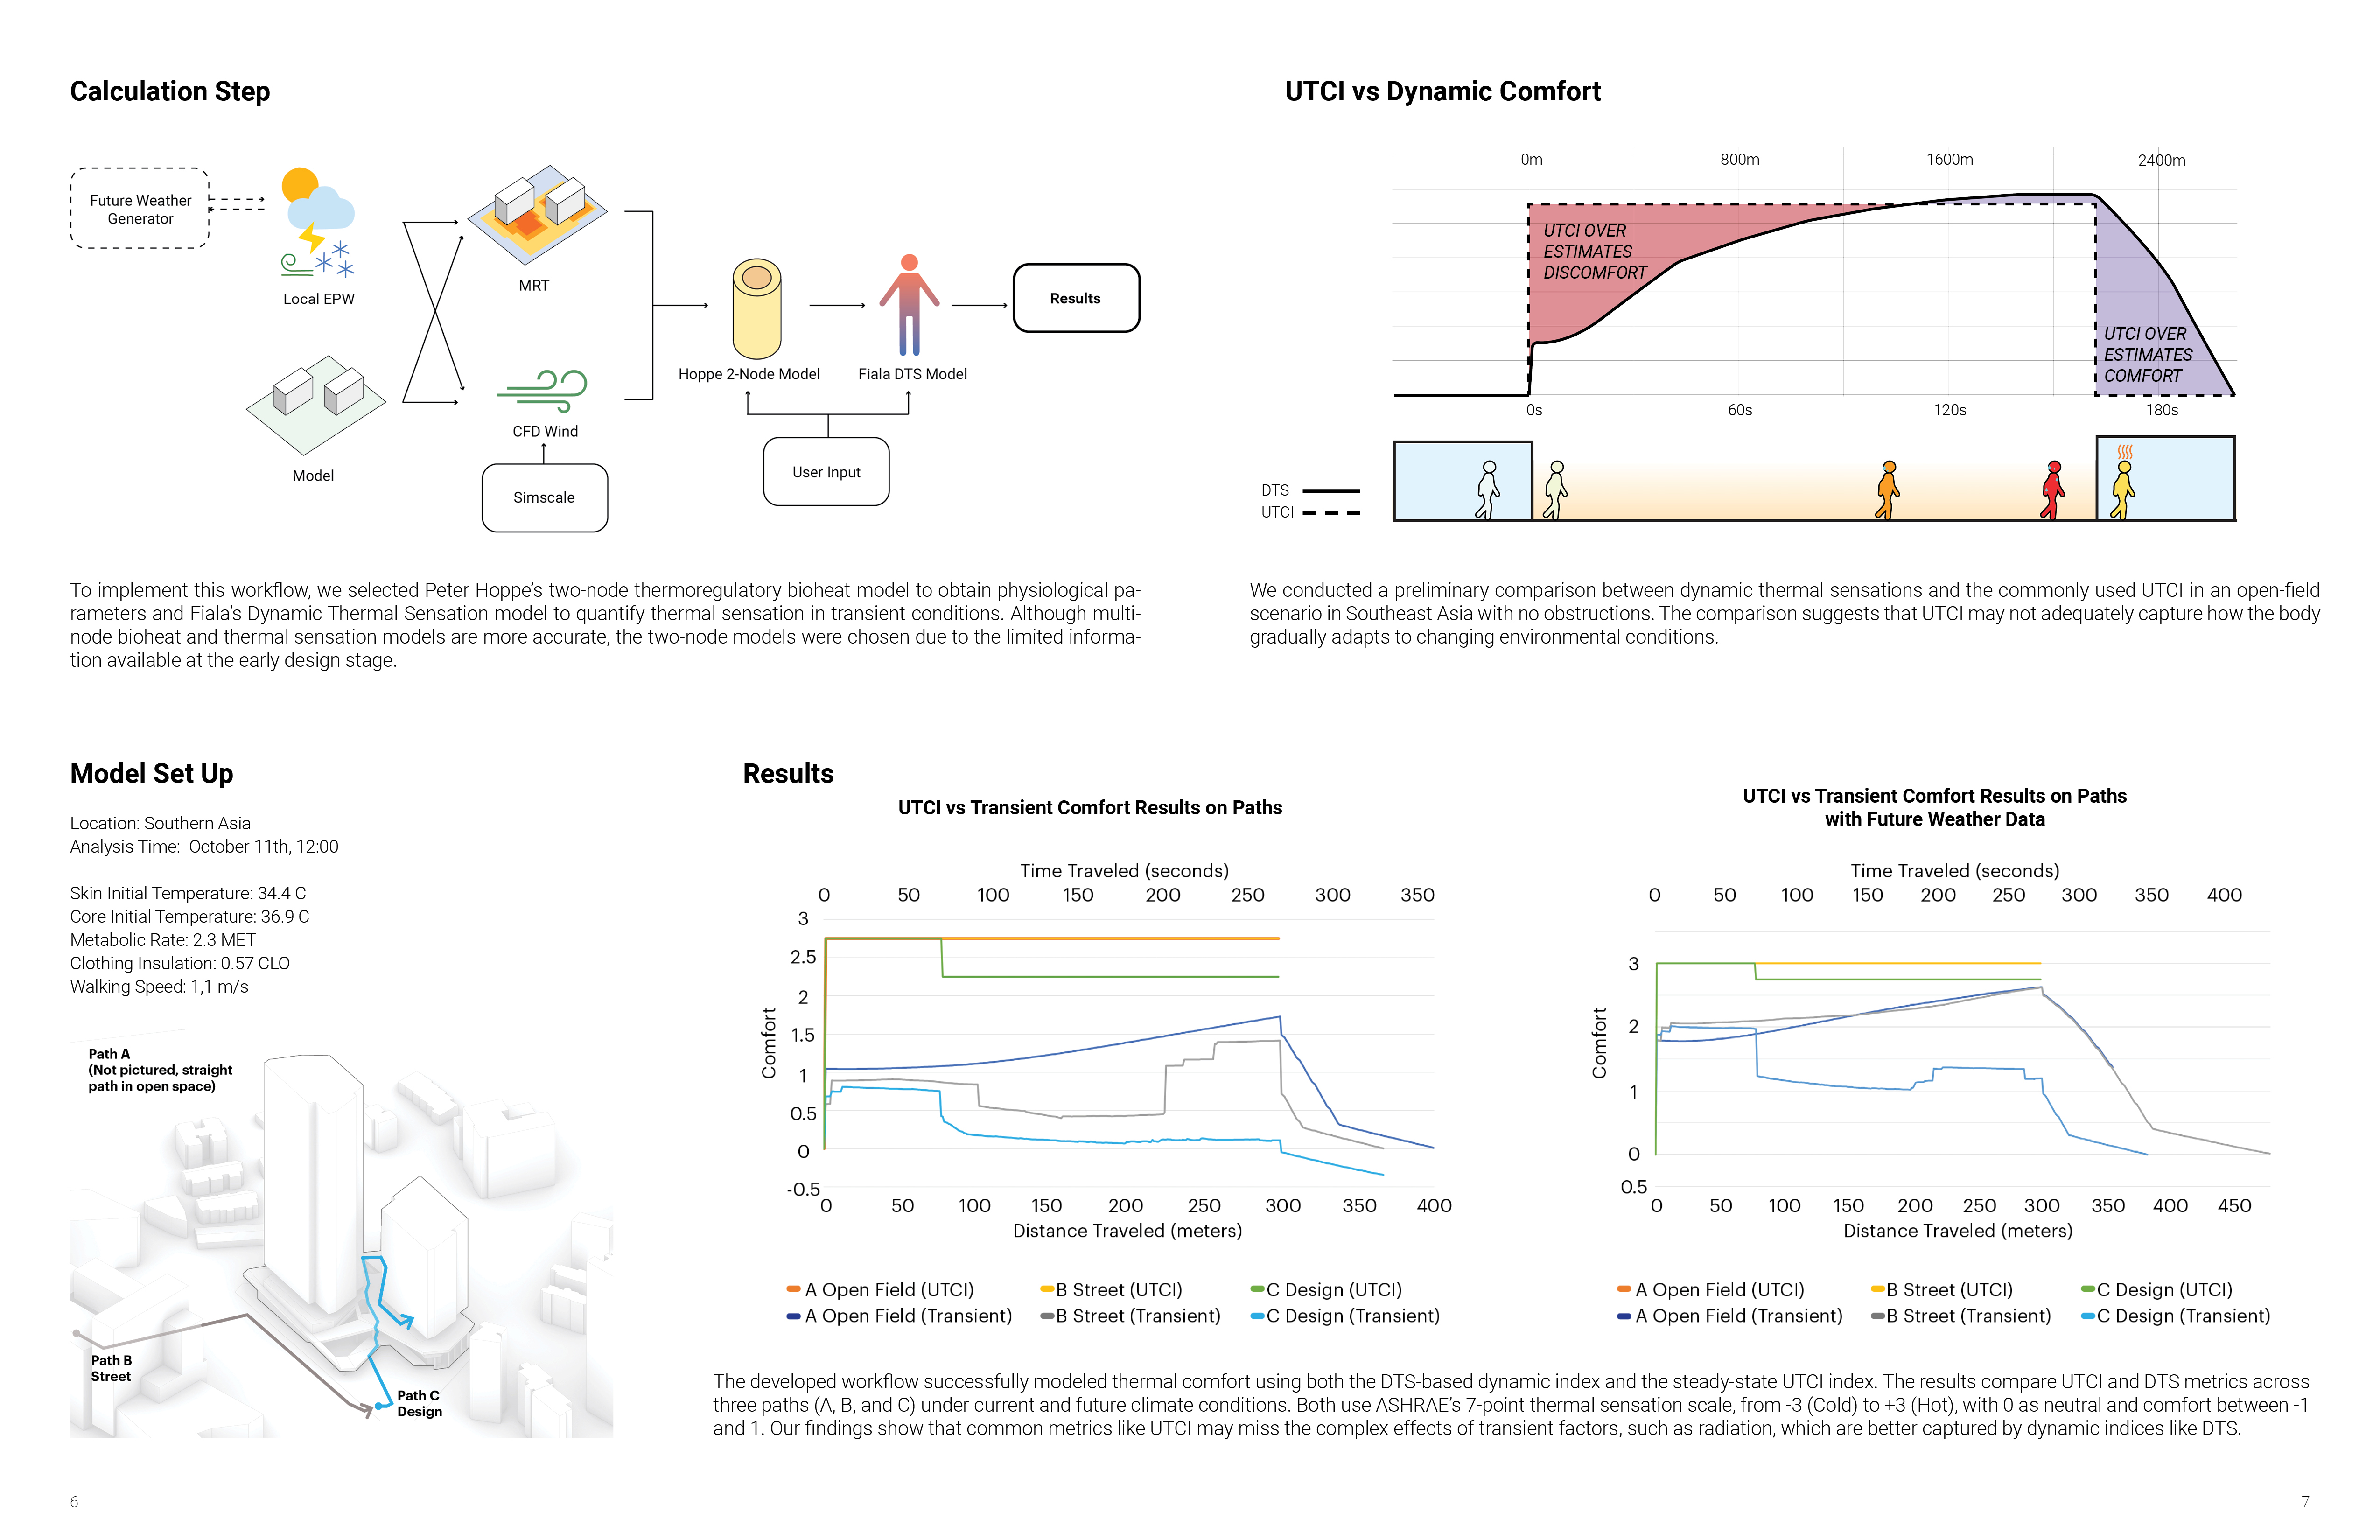 Calculation Step
Future Weather
Generator
Local EPW
Model
MRT
CFD Wind
Simscale
Hoppe 2-Node Model
Fiala DTS Model
User Input
Results
To implement this workflow, we selected Peter Hoppe's two-node thermoregulatory bioheat model to obtain physiological pa-
rameters and Fiala's Dynamic Thermal Sensation model to quantify thermal sensation in transient conditions. Although multi-
node bioheat and thermal sensation models are more accurate, the two-node models were chosen due to the limited informa-
tion available at the early design stage.
UTCI vs Dynamic Comfort
0m 800m 1600m 2400m
UTCI OVER
ESTIMATES
DISCOMFORT
UTCI OVER
ESTIMATES
COMFORT
0s 60s 120s 180s
DTS
UTCI
We conducted a preliminary comparison between dynamic thermal sensations and the commonly used UTCI in an open-field
scenario in Southeast Asia with no obstructions. The comparison suggests that UTCI may not adequately capture how the body
gradually adapts to changing environmental conditions.
Model Set Up
Location: Southern Asia
Analysis Time: October 11th, 12:00
Skin Initial Temperature: 34.4 C
Core Initial Temperature: 36.9 C
Metabolic Rate: 2.3 MET
Clothing Insulation: 0.57 CLO
Walking Speed: 1,1 m/s
Path A
(Not pictured, straight
path in open space)
Path B
Street
Path C
Design
Results
UTCI vs Transient Comfort Results on Paths
Time Traveled (seconds)
0 50 100 150 200 250 300 350
3
2.5
2
1.5
1
0.5
0
-0.5
Comfort
0 50 100 150 200 250 300 350 400
Distance Traveled (meters)
A Open Field (UTCI) B Street (UTCI) C Design (UTCI)
A Open Field (Transient) B Street (Transient) C Design (Transient)
UTCI vs Transient Comfort Results on Paths
with Future Weather Data
Time Traveled (seconds)
0 50 100 150 200 250 300 350 400
3
2
1
0
0.5
Comfort
0 50 100 150 200 250 300 350 400 450
Distance Traveled (meters)
A Open Field (UTCI) B Street (UTCI) C Design (UTCI)
A Open Field (Transient) B Street (Transient) C Design (Transient)
The developed workflow successfully modeled thermal comfort using both the DTS-based dynamic index and the steady-state UTCI index. The results compare UTCI and DTS metrics across
three paths (A, B, and C) under current and future climate conditions. Both use ASHRAE's 7-point thermal sensation scale, from -3 (Cold) to +3 (Hot), with 0 as neutral and comfort between -1
and 1. Our findings show that common metrics like UTCI may miss the complex effects of transient factors, such as radiation, which are better captured by dynamic indices like DTS.
6
7